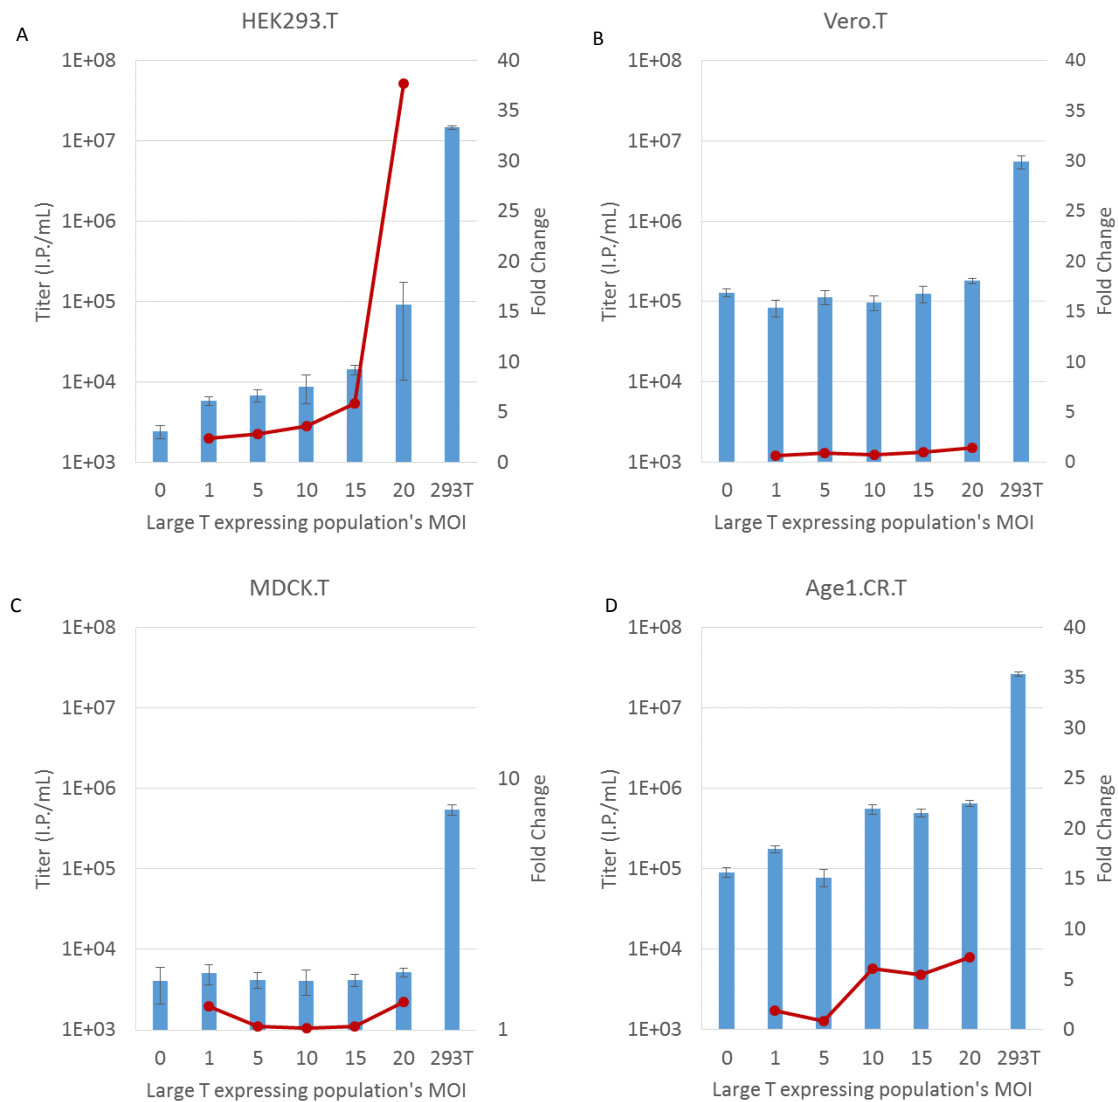 A
HEK293.T
1E+08
1E+07
1E+06
1E+05
1E+04
1E+03
Titer (I.P./mL)
40
35
30
25
20
15
10
5
0
Fold Change
0 1 5 10 15 20 293T
Large T expressing population's MOI
B
Vero.T
1E+08
1E+07
1E+06
1E+05
1E+04
1E+03
Titer (I.P./mL)
40
35
30
25
20
15
10
5
0
Fold Change
0 1 5 10 15 20 293T
Large T expressing population's MOI
C
MDCK.T
1E+08
1E+07
1E+06
1E+05
1E+04
1E+03
Titer (I.P./mL)
10
1
Fold Change
0 1 5 10 15 20 293T
Large T expressing population's MOI
D
Age1.CR.T
1E+08
1E+07
1E+06
1E+05
1E+04
1E+03
Titer (I.P./mL)
40
35
30
25
20
15
10
5
0
Fold Change
0 1 5 10 15 20 293T
Large T expressing population's MOI